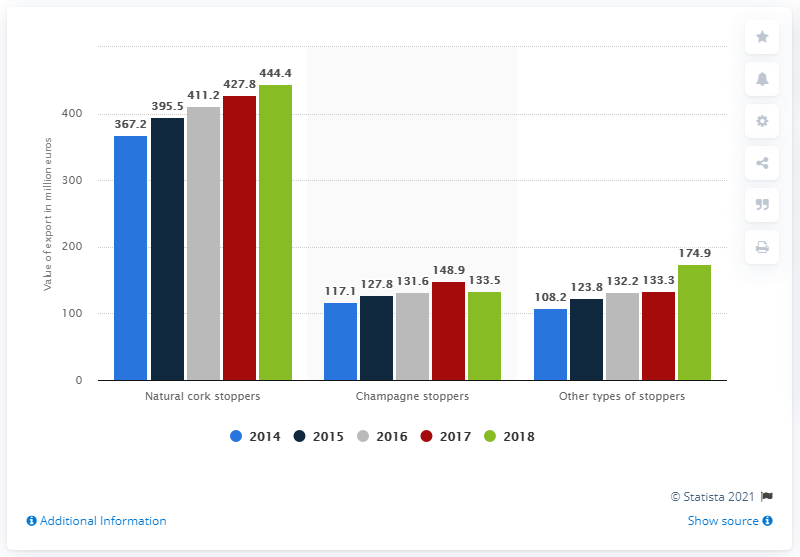 Value of export in million euros
400
300
200
100
0
367.2 395.5 411.2 427.8 444.4
117.1 127.8 131.6 148.9 133.5
108.2 123.8 132.2 133.3 174.9
Natural cork stoppers Champagne stoppers Other types of stoppers
2014 2015 2016 2017 2018
© Statista 2021
Additional Information Show source